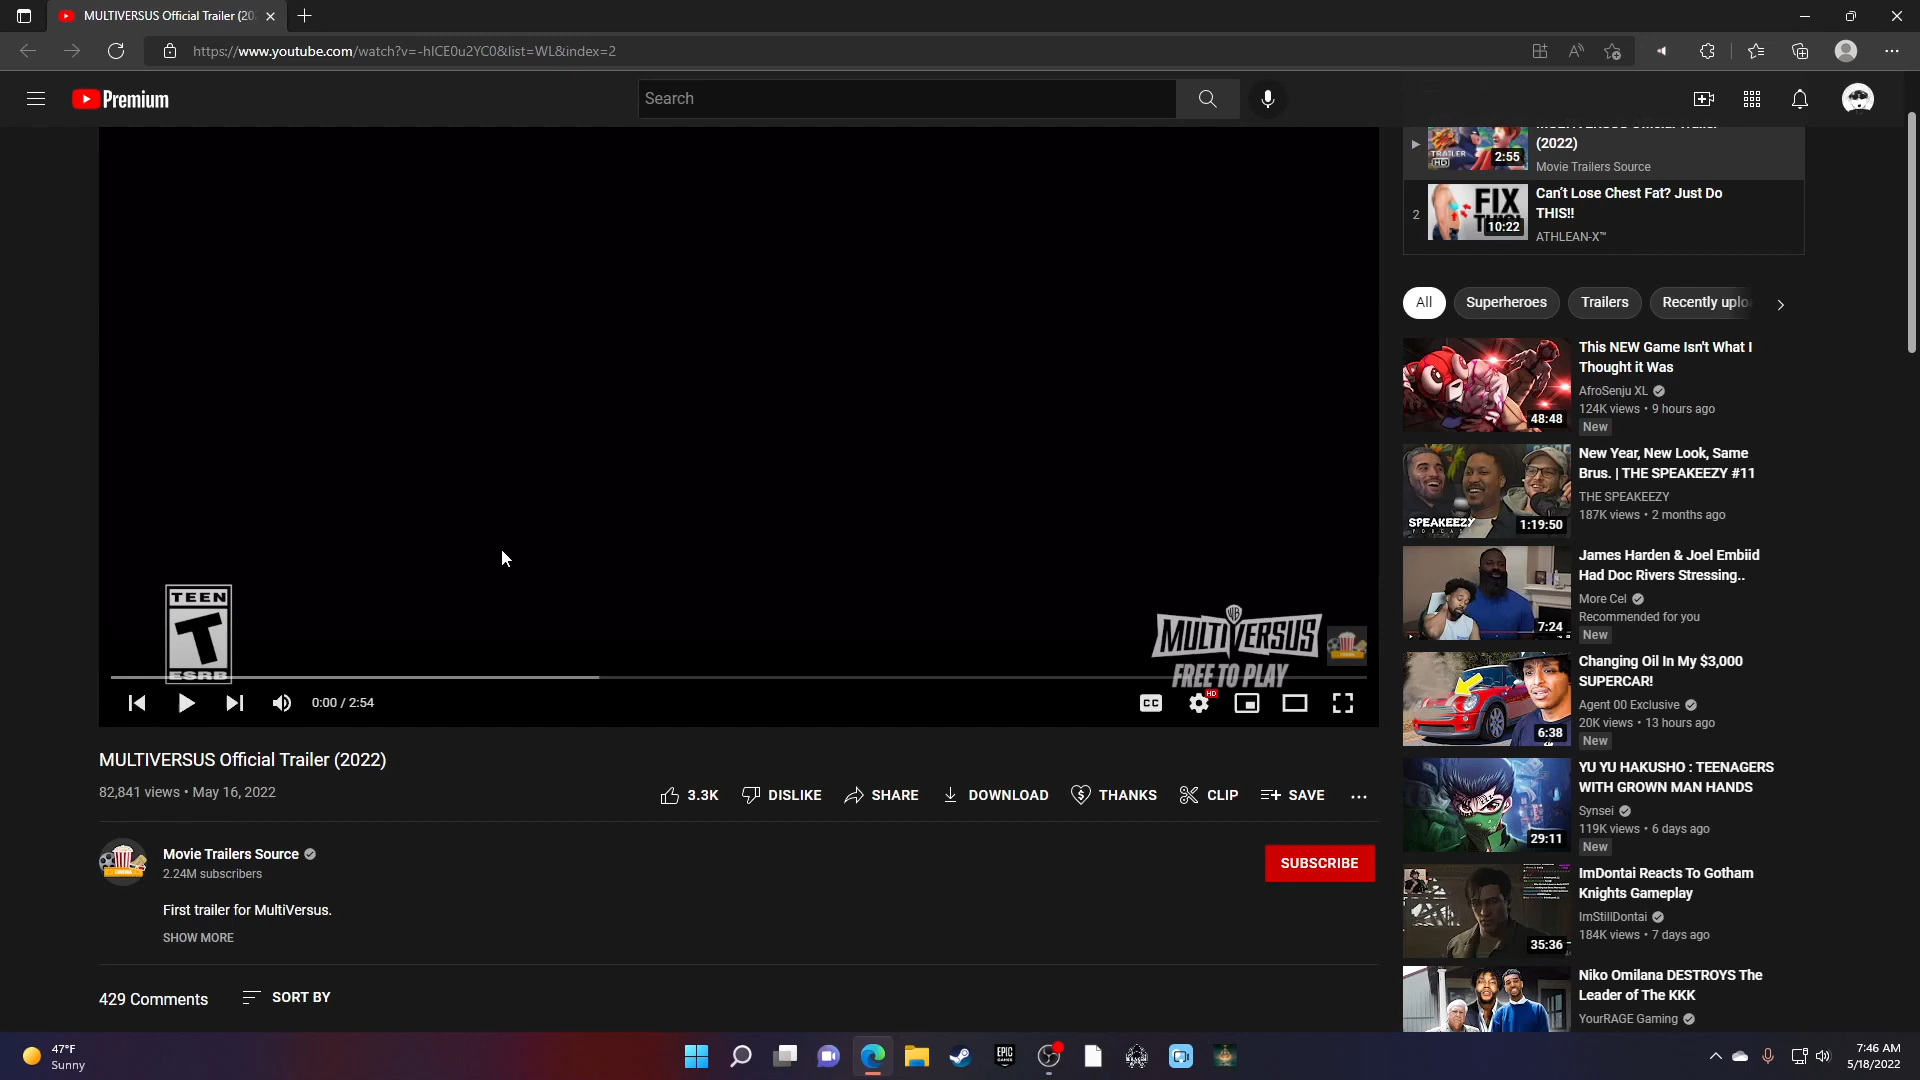 MULTIVERSUS Official Trailer (20
https://www.youtube.com/watch?v=-hICE0u2YC0&list=WL&index=2
Premium
Search
(2022)
Movie Trailers Source
TRAILER
HD
2:55
2
Can't Lose Chest Fat? Just Do
THIS!!
ATHLEAN-X™
FIX
10:22
All
Superheroes
Trailers
Recently uplo
This NEW Game Isn't What I
Thought it Was
AfroSenju XL
124K views • 9 hours ago
New
48:48
New Year, New Look, Same
Brus. | THE SPEAKEEZY #11
THE SPEAKEEZY
187K views • 2 months ago
SPEAKEEZY
PODCAST
1:19:50
James Harden & Joel Embiid
Had Doc Rivers Stressing..
More Cel
Recommended for you
New
7:24
Changing Oil In My $3,000
SUPERCAR!
Agent 00 Exclusive
20K views • 13 hours ago
New
6:38
YU YU HAKUSHO : TEENAGERS
WITH GROWN MAN HANDS
Synsei
119K views • 6 days ago
New
29:11
ImDontai Reacts To Gotham
Knights Gameplay
ImStillDontai
184K views • 7 days ago
35:36
Niko Omilana DESTROYS The
Leader of The KKK
YourRAGE Gaming
TEEN
T
ESRB
WB
MULTIVERSUS
FREE TO PLAY
0:00 / 2:54
CC
HD
MULTIVERSUS Official Trailer (2022)
82,841 views • May 16, 2022
3.3K
DISLIKE
SHARE
DOWNLOAD
THANKS
CLIP
SAVE
Movie Trailers Source
2.24M subscribers
SUBSCRIBE
First trailer for MultiVersus.
SHOW MORE
429 Comments
SORT BY
47°F
Sunny
EPIC
GAMES
7:46 AM
5/18/2022